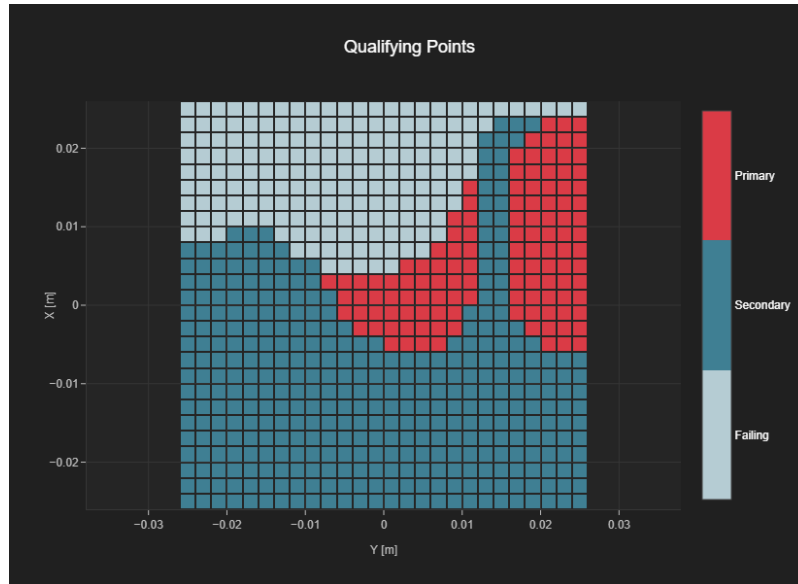 Qualifying Points
Primary
Secondary
Failing
0.02
0.01
0
−0.01
−0.02
X [m]
−0.03
−0.02
−0.01
0
0.01
0.02
0.03
Y [m]